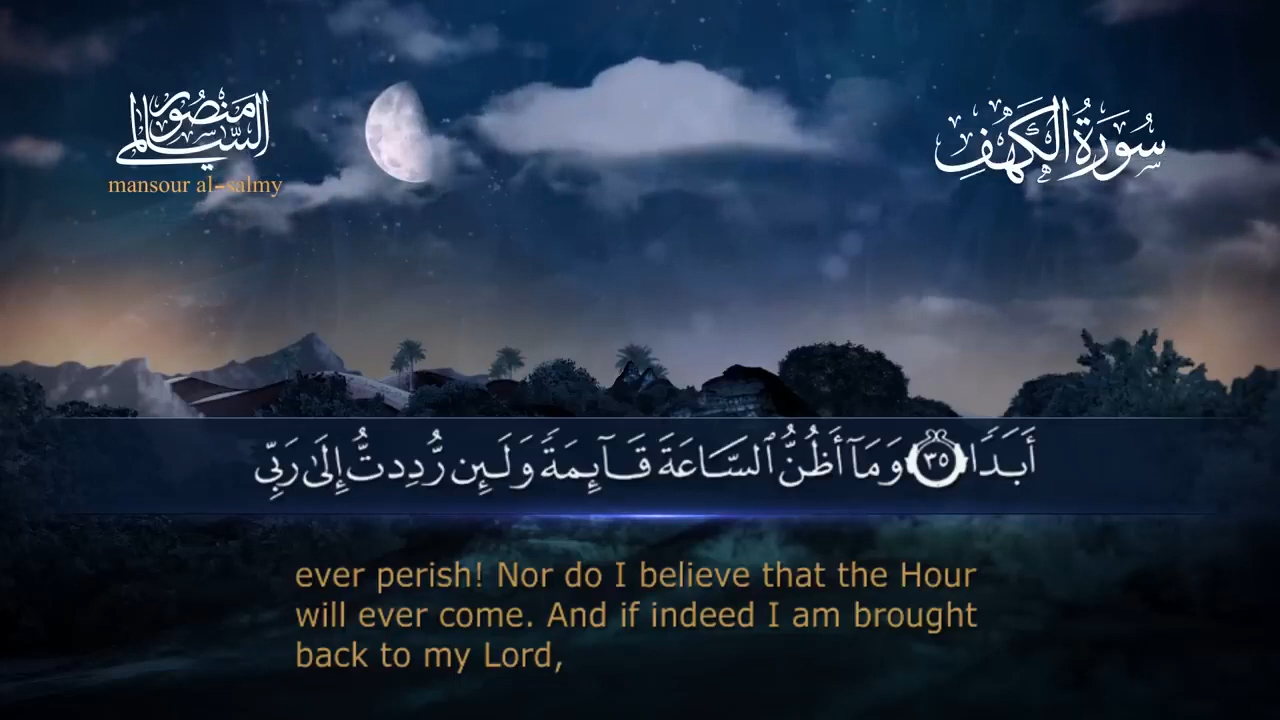 منصور
السالمي
mansour al-salmy
سُورَةُ الكَهْفِ
أَبَدًا ٣٥ وَمَآ أَظُنُّ ٱلسَّاعَةَ قَآئِمَةً وَلَئِن رُّدِدتُّ إِلَىٰ رَبِّى
ever perish! Nor do I believe that the Hour
will ever come. And if indeed I am brought
back to my Lord,